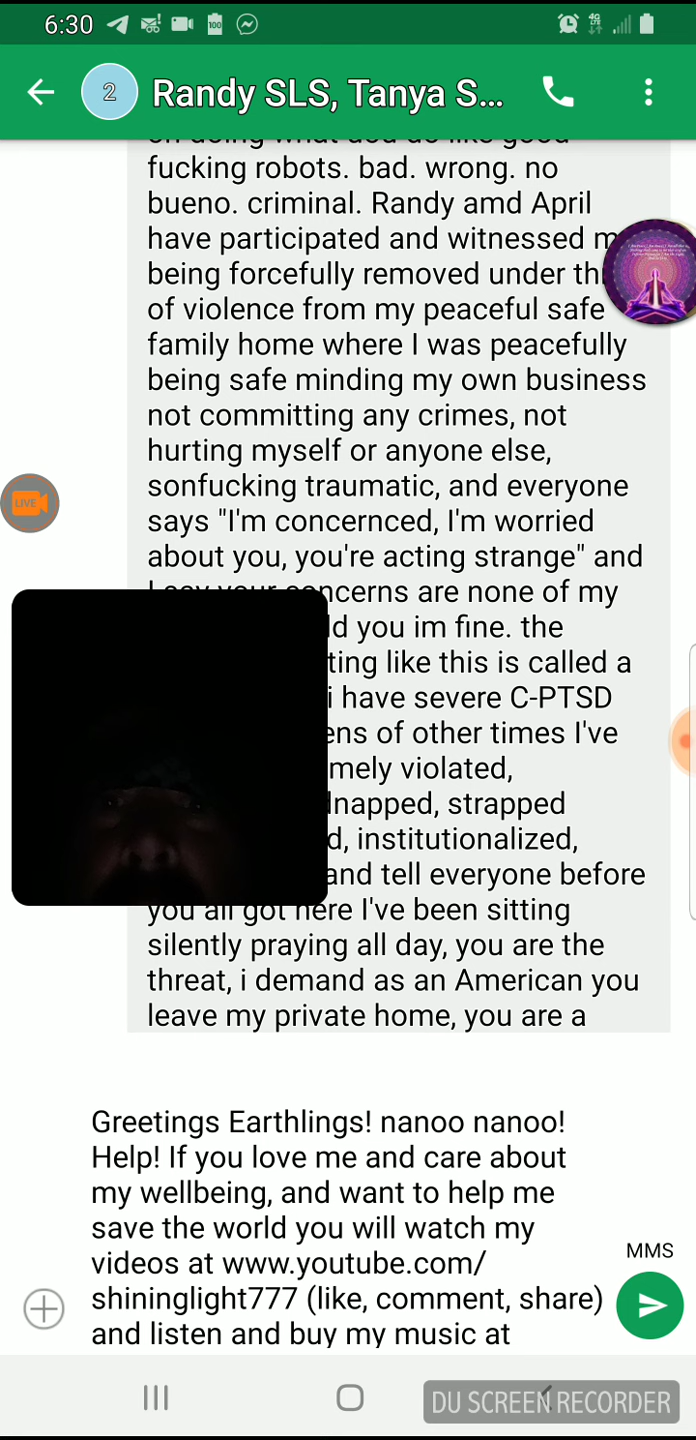 6:30
100
4G
2 Randy SLS, Tanya S...
fucking robots. bad. wrong. no
bueno. criminal. Randy amd April
have participated and witnessed m
being forcefully removed under th
of violence from my peaceful safe
family home where I was peacefully
being safe minding my own business
not committing any crimes, not
hurting myself or anyone else,
sonfucking traumatic, and everyone
says "I'm concernced, I'm worried
about you, you're acting strange" and
I say your concerns are none of my
ld you im fine. the
ting like this is called a
i have severe C-PTSD
ens of other times I've
mely violated,
dnapped, strapped
d, institutionalized,
and tell everyone before
you all got here I've been sitting
silently praying all day, you are the
threat, i demand as an American you
leave my private home, you are a
LIVE
Greetings Earthlings! nanoo nanoo!
Help! If you love me and care about
my wellbeing, and want to help me
save the world you will watch my
videos at www.youtube.com/
shininglight777 (like, comment, share)
and listen and buy my music at
MMS
DU SCREEN RECORDER